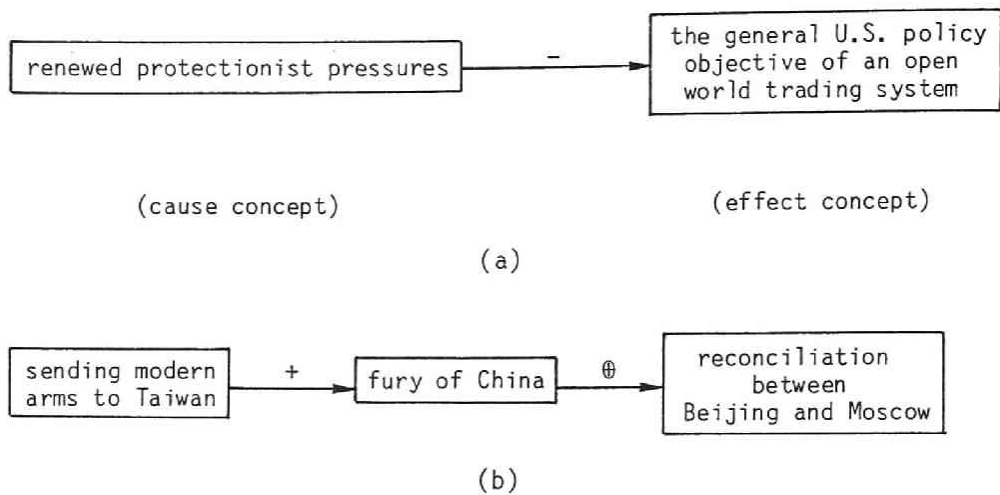 renewed protectionist pressures
−
the general U.S. policy
objective of an open
world trading system
(cause concept)
(effect concept)
(a)
sending modern
arms to Taiwan
+
fury of China
⊕
reconciliation
between
Beijing and Moscow
(b)